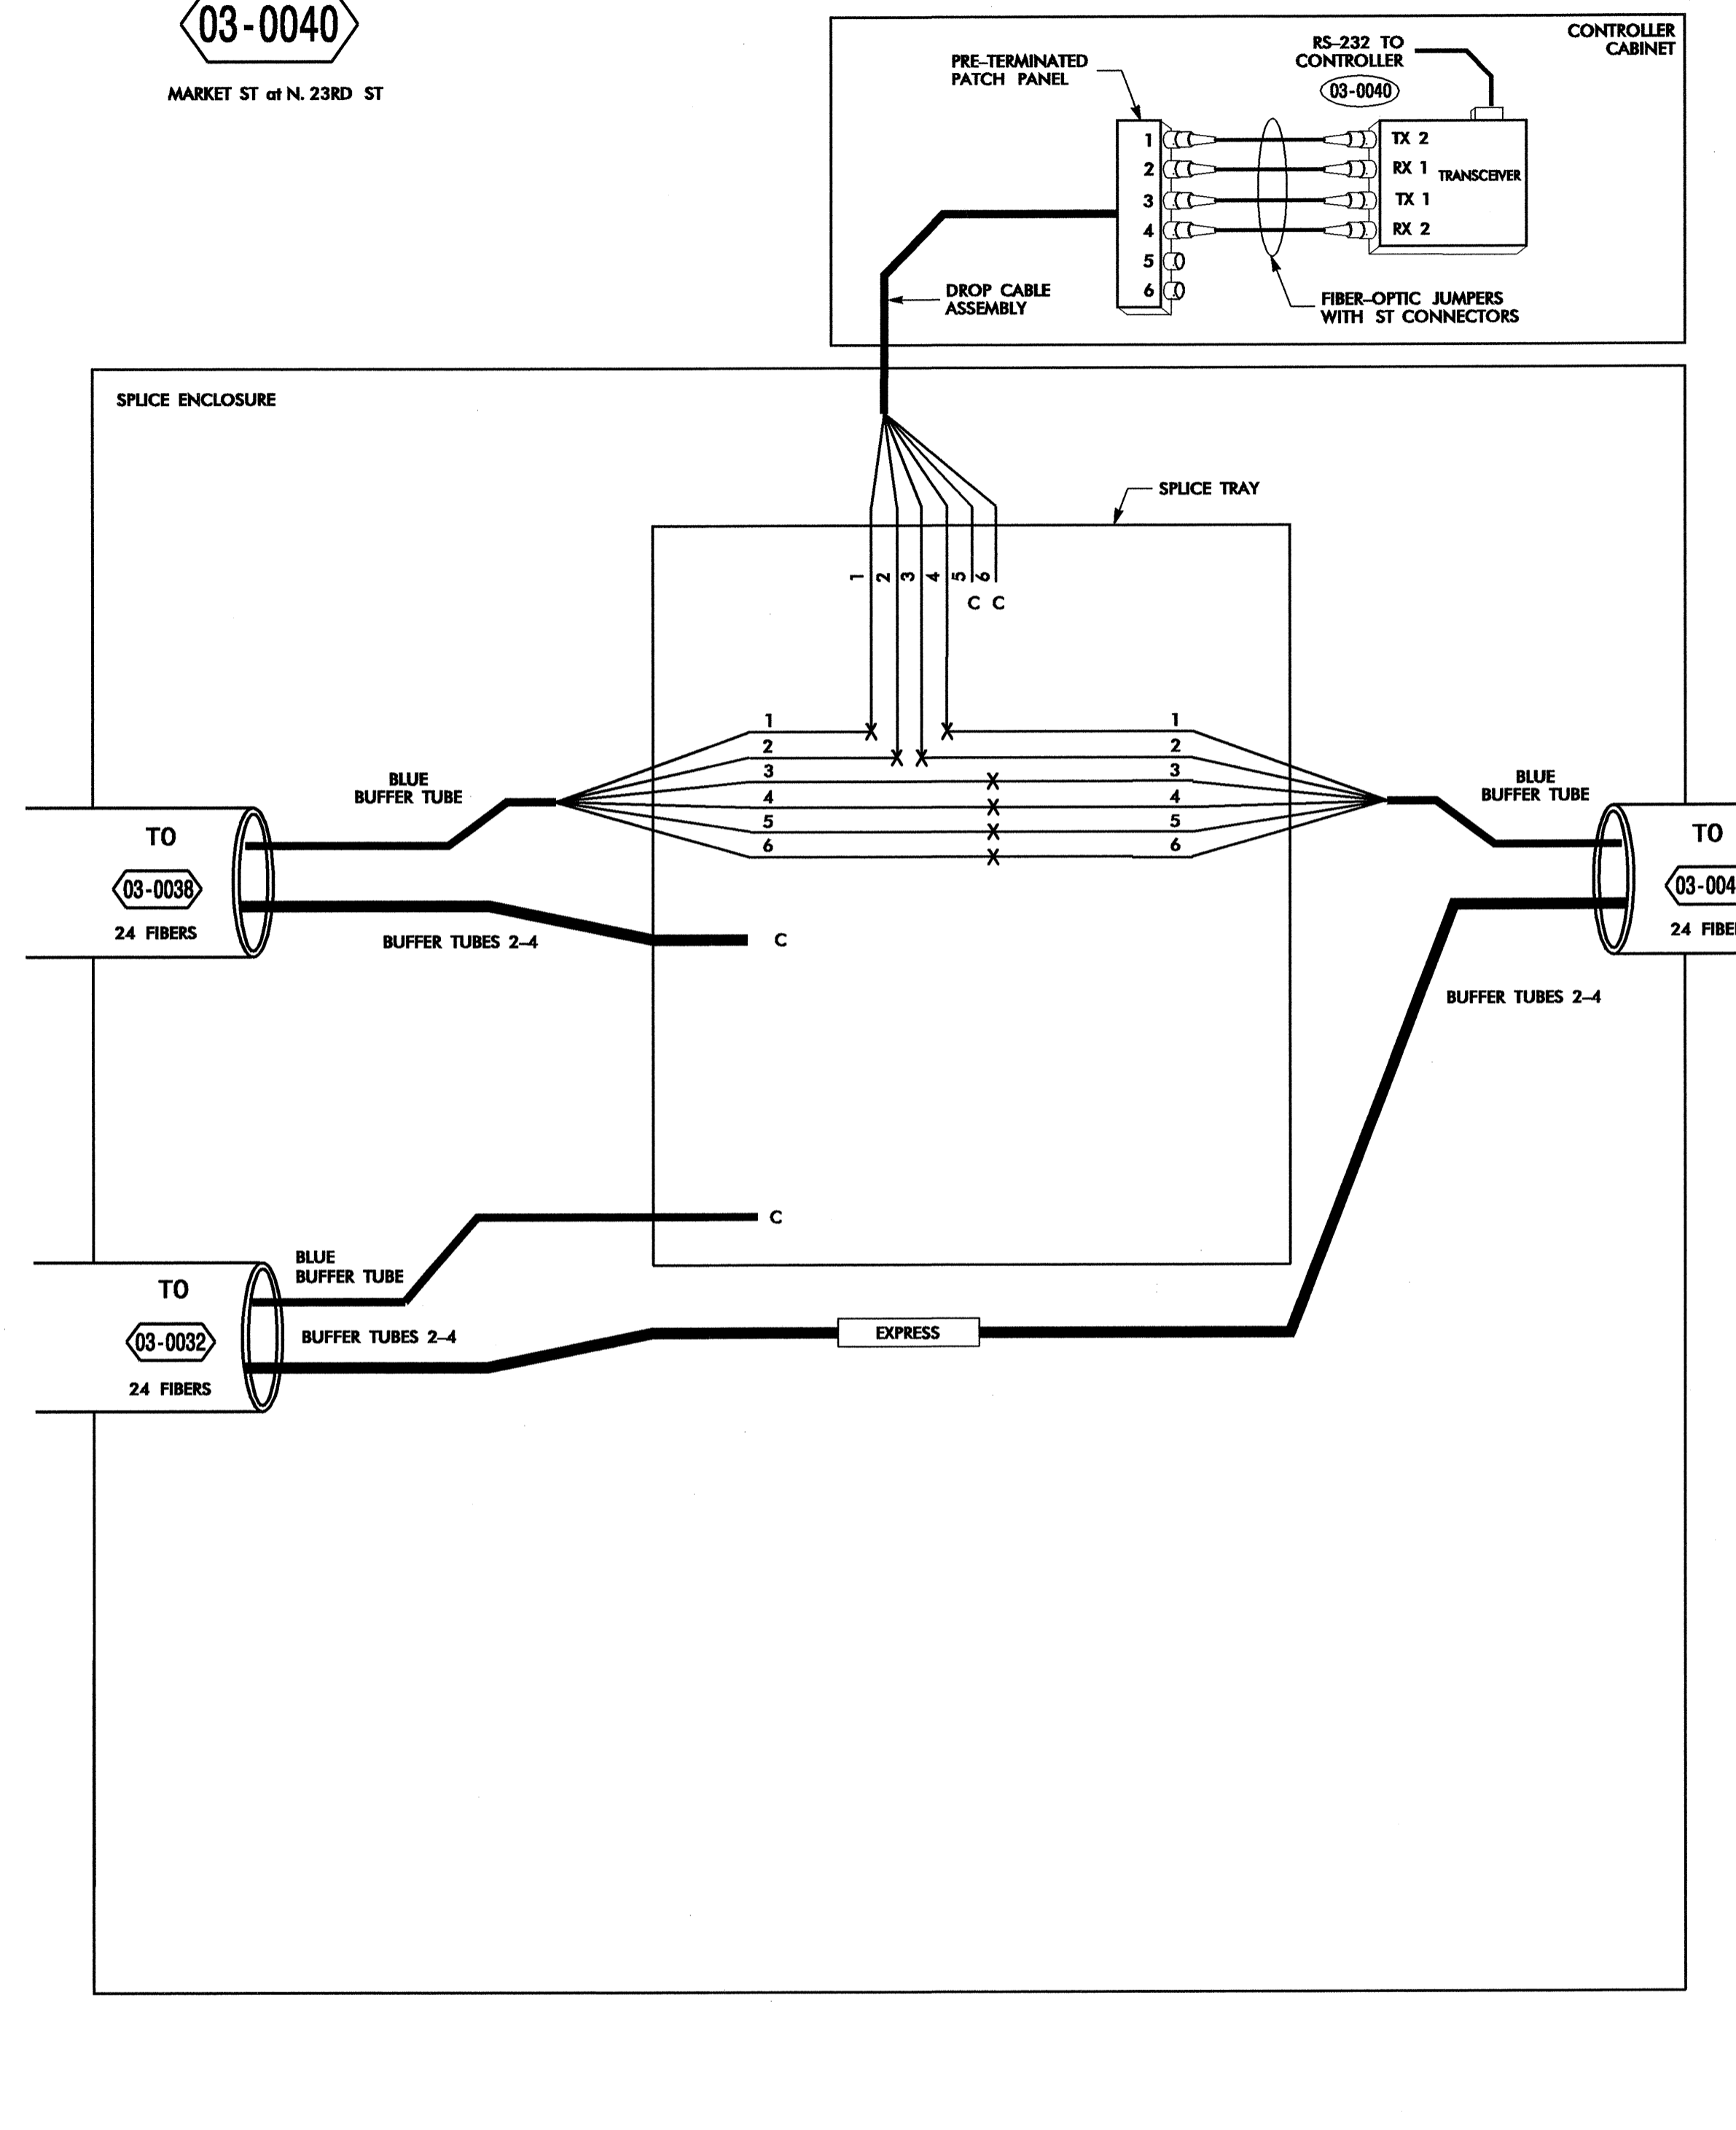 03-0040
MARKET ST at N. 23RD ST
CONTROLLER
CABINET
RS-232 TO
CONTROLLER
03-0040
PRE-TERMINATED
PATCH PANEL
1
2
3
4
5
6
TX 2
RX 1
TX 1
RX 2
TRANSCEIVER
DROP CABLE
ASSEMBLY
FIBER-OPTIC JUMPERS
WITH ST CONNECTORS
SPLICE ENCLOSURE
SPLICE TRAY
1 2 3 4 5 6
C C
1
2
3
4
5
6
1
2
3
4
5
6
BLUE
BUFFER TUBE
BLUE
BUFFER TUBE
TO
03-0038
24 FIBERS
BUFFER TUBES 2-4
C
TO
03-004
24 FIBE
BUFFER TUBES 2-4
C
BLUE
BUFFER TUBE
TO
03-0032
24 FIBERS
BUFFER TUBES 2-4
EXPRESS